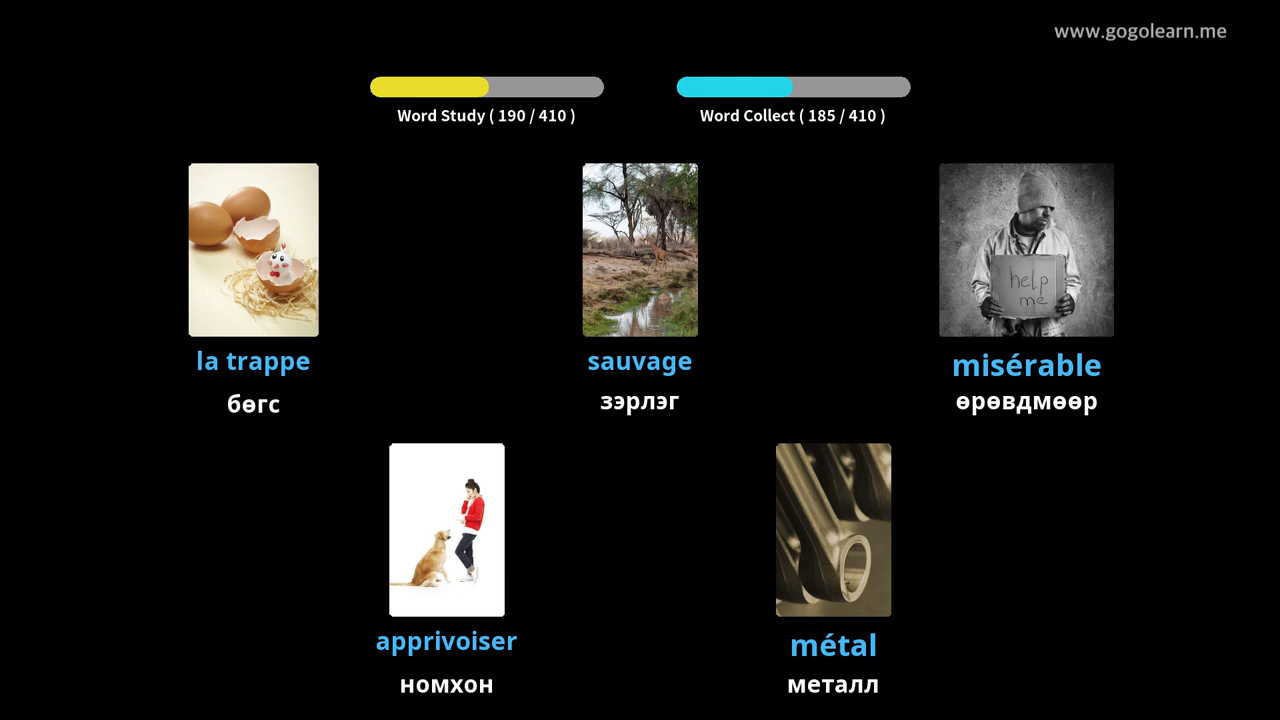 www.gogolearn.me
Word Study ( 190 / 410 )
Word Collect ( 185 / 410 )
help
me
la trappe
бөгс
sauvage
зэрлэг
misérable
өрөвдмөөр
apprivoiser
номхон
métal
металл